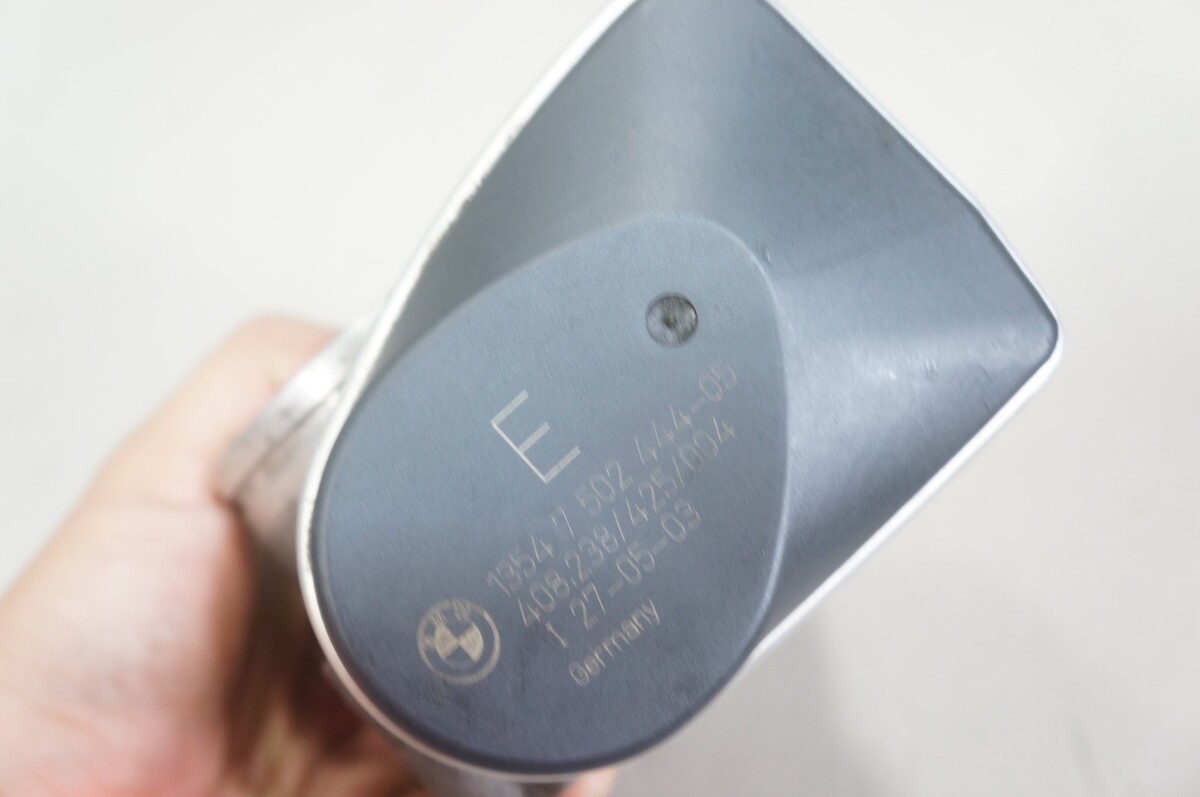 E
1354 7 502 444-05
408.238/425/004
I 27-05-03
Germany